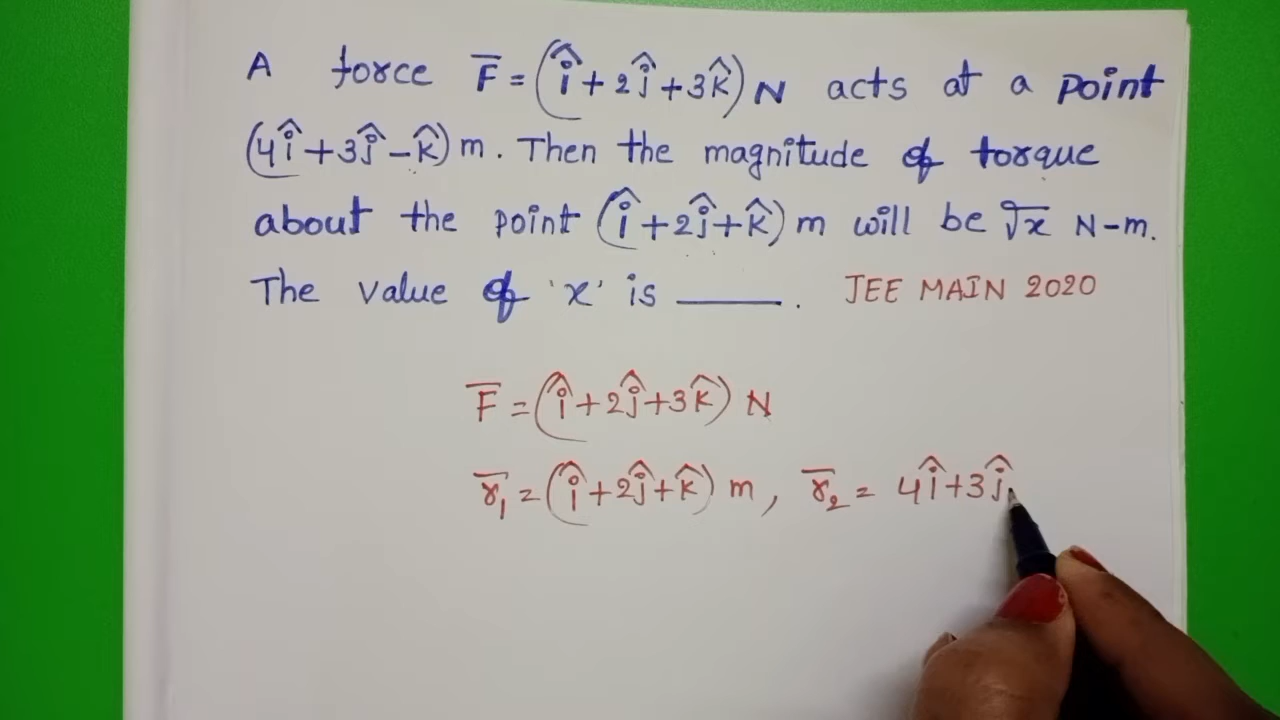 A force F̅ = (î + 2ĵ + 3k̂) N acts at a point
(4î + 3ĵ - k̂) m. Then the magnitude of torque
about the point (î + 2ĵ + k̂) m will be √x N-m.
The value of 'x' is ______. JEE MAIN 2020
F̅ = (î + 2ĵ + 3k̂) N
r̅₁ = (î + 2ĵ + k̂) m, r̅₂ = 4î + 3ĵ